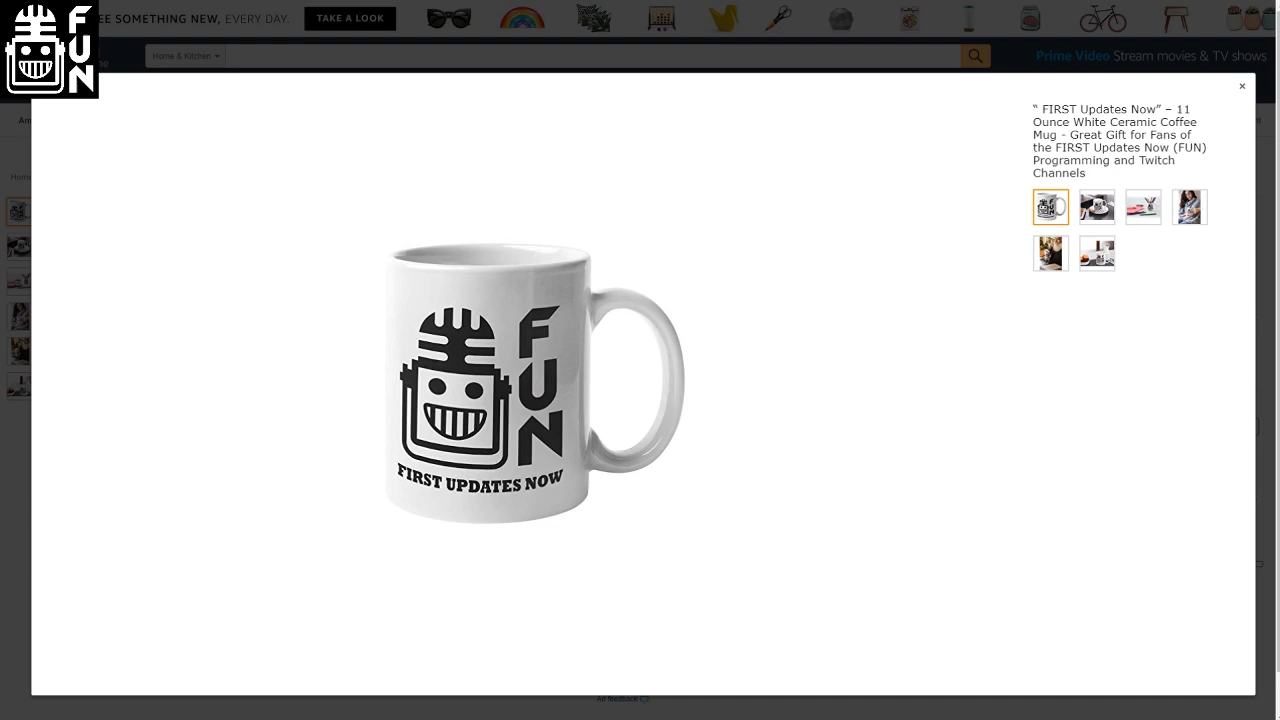 EE SOMETHING NEW, EVERY DAY.
TAKE A LOOK
FUN
Home & Kitchen
Prime Video Stream movies & TV shows
“ FIRST Updates Now” – 11
Ounce White Ceramic Coffee
Mug - Great Gift for Fans of
the FIRST Updates Now (FUN)
Programming and Twitch
Channels
FUN
FIRST UPDATES NOW
Ad feedback